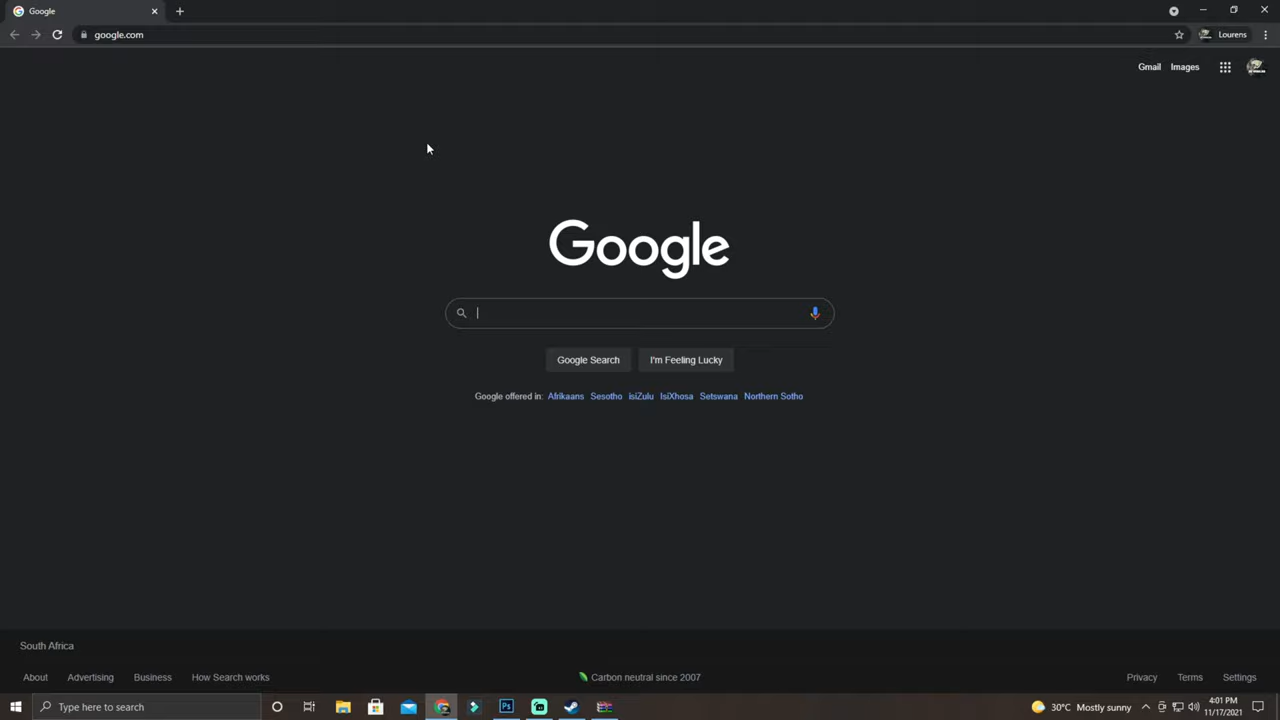 Google
google.com
Lourens
Gmail Images
Google
Google Search I'm Feeling Lucky
Google offered in: Afrikaans Sesotho isiZulu IsiXhosa Setswana Northern Sotho
South Africa
About Advertising Business How Search works
Carbon neutral since 2007
Privacy Terms Settings
Type here to search
Ps
30°C Mostly sunny
4:01 PM
11/17/2021